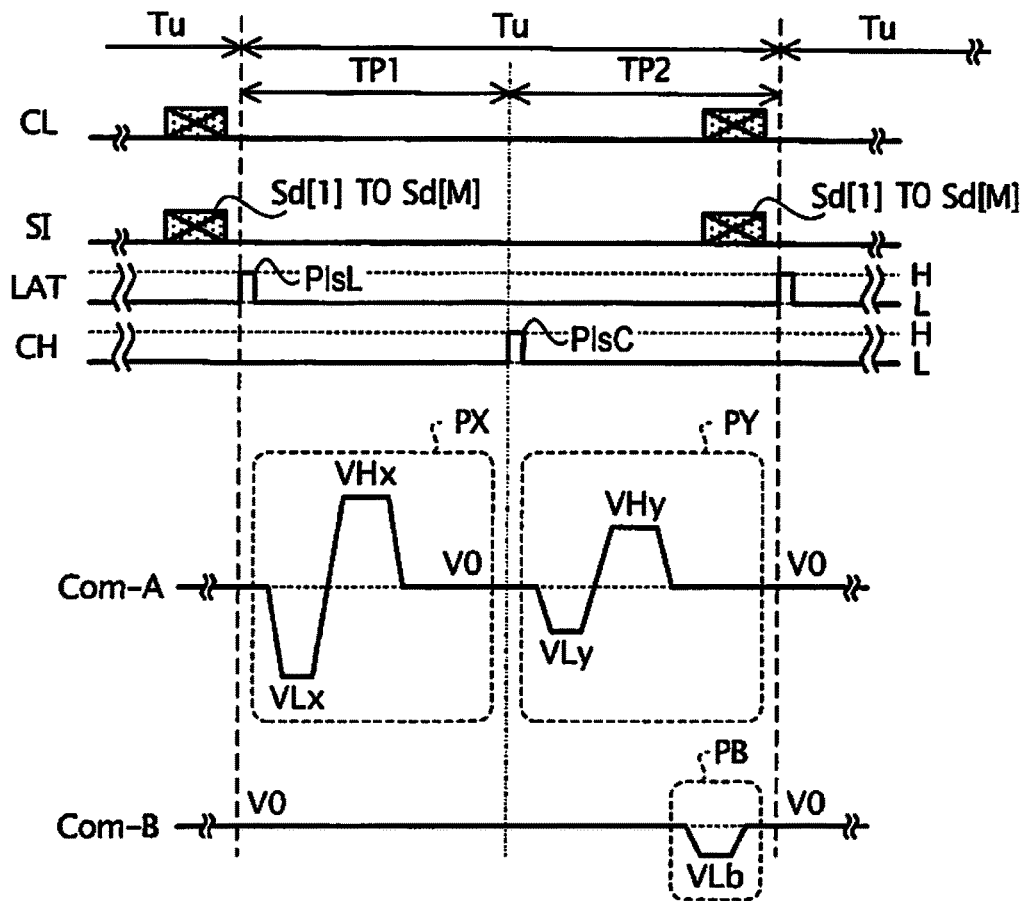 Tu Tu Tu
TP1 TP2
CL
Sd[1] TO Sd[M] Sd[1] TO Sd[M]
SI
LAT PlsL H
L
CH PlsC H
L
PX PY
VHx
VHy
Com-A V0 V0
VLy
VLx
PB
Com-B V0 V0
VLb